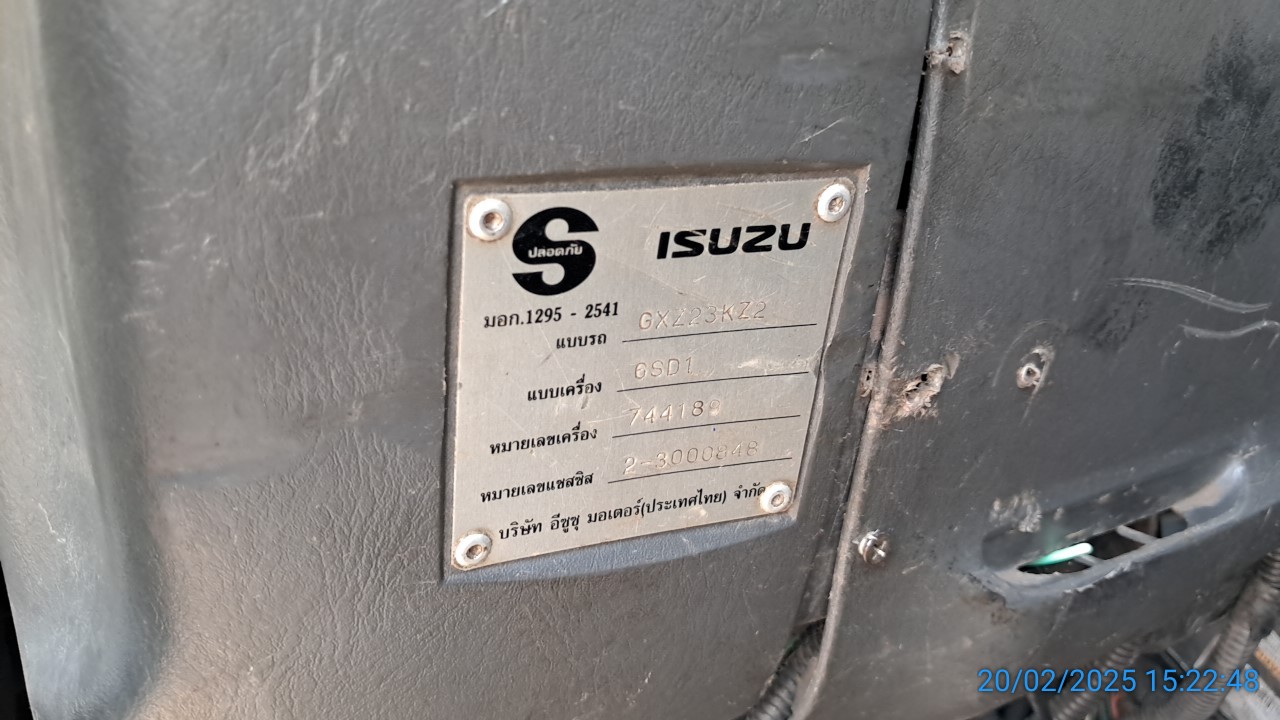 ปลอดภัย
ISUZU
มอก.1295 - 2541
แบบรถ GXZ23KZ2
แบบเครื่อง 6SD1
หมายเลขเครื่อง
หมายเลขแชสซิส 2-3000848
บริษัท อีซูซุ มอเตอร์(ประเทศไทย) จำกัด
20/02/2025 15:22:48